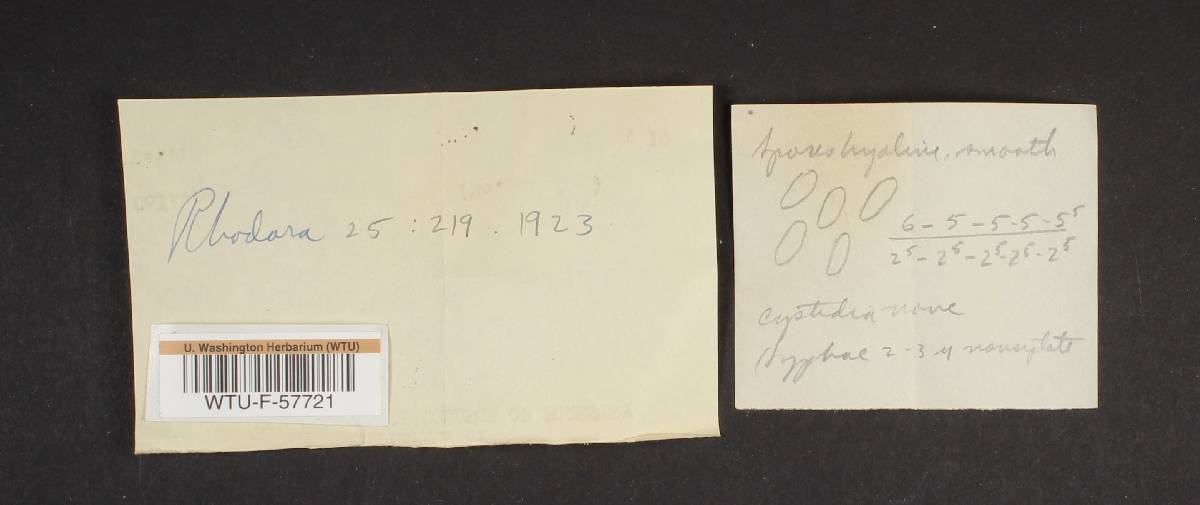 Rhodora 25 : 219 . 1923
U. Washington Herbarium (WTU)
WTU-F-57721
Spores hyaline, smooth
6 - 5 - 5 - 5 - 5⁵
2⁵ - 2⁵ - 2⁵ - 2⁵ - 2⁵
cystidia none
Hyphae 2-3 µ nonseptate